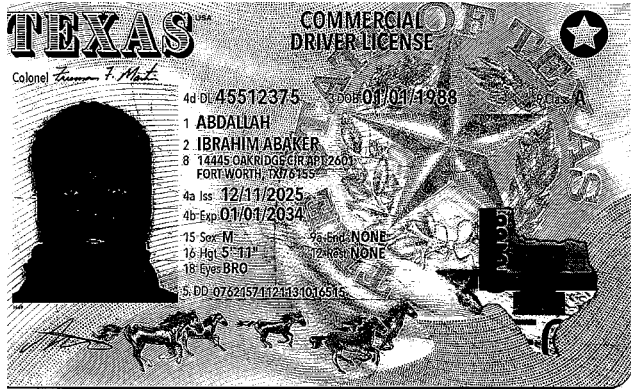 TEXAS USA
COMMERCIAL
DRIVER LICENSE
Colonel
4d DL 45512375 3 DOB 01/01/1988 9 Class A
1 ABDALLAH
2 IBRAHIM ABAKER
8 14445 OAKRIDGE CIR APT 2601
FORT WORTH, TX 76155
4a Iss 12/11/2025
4b Exp 01/01/2034
15 Sex M 9a End NONE
16 Hgt 5'-11" 12 Rest NONE
18 Eyes BRO
5 DD 07621571121131016515